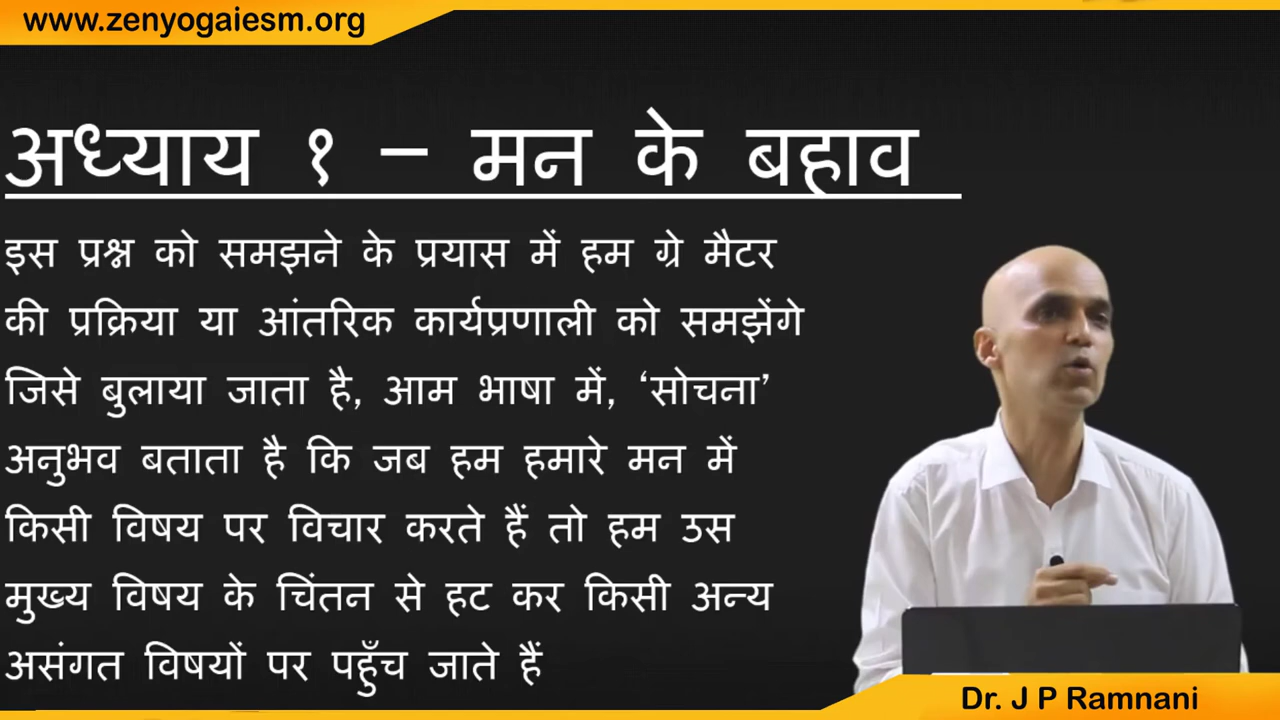 www.zenyogaiesm.org
अध्याय १ – मन के बहाव
इस प्रश्न को समझने के प्रयास में हम ग्रे मैटर
की प्रक्रिया या आंतरिक कार्यप्रणाली को समझेंगे
जिसे बुलाया जाता है, आम भाषा में, ‘सोचना’
अनुभव बताता है कि जब हम हमारे मन में
किसी विषय पर विचार करते हैं तो हम उस
मुख्य विषय के चिंतन से हट कर किसी अन्य
असंगत विषयों पर पहुँच जाते हैं
Dr. J P Ramnani